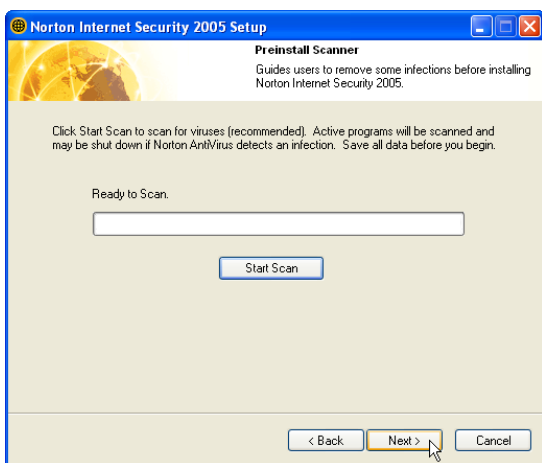 Norton Internet Security 2005 Setup
Preinstall Scanner
Guides users to remove some infections before installing
Norton Internet Security 2005.
Click Start Scan to scan for viruses (recommended). Active programs will be scanned and
may be shut down if Norton AntiVirus detects an infection. Save all data before you begin.
Ready to Scan.
Start Scan
< Back Next > Cancel